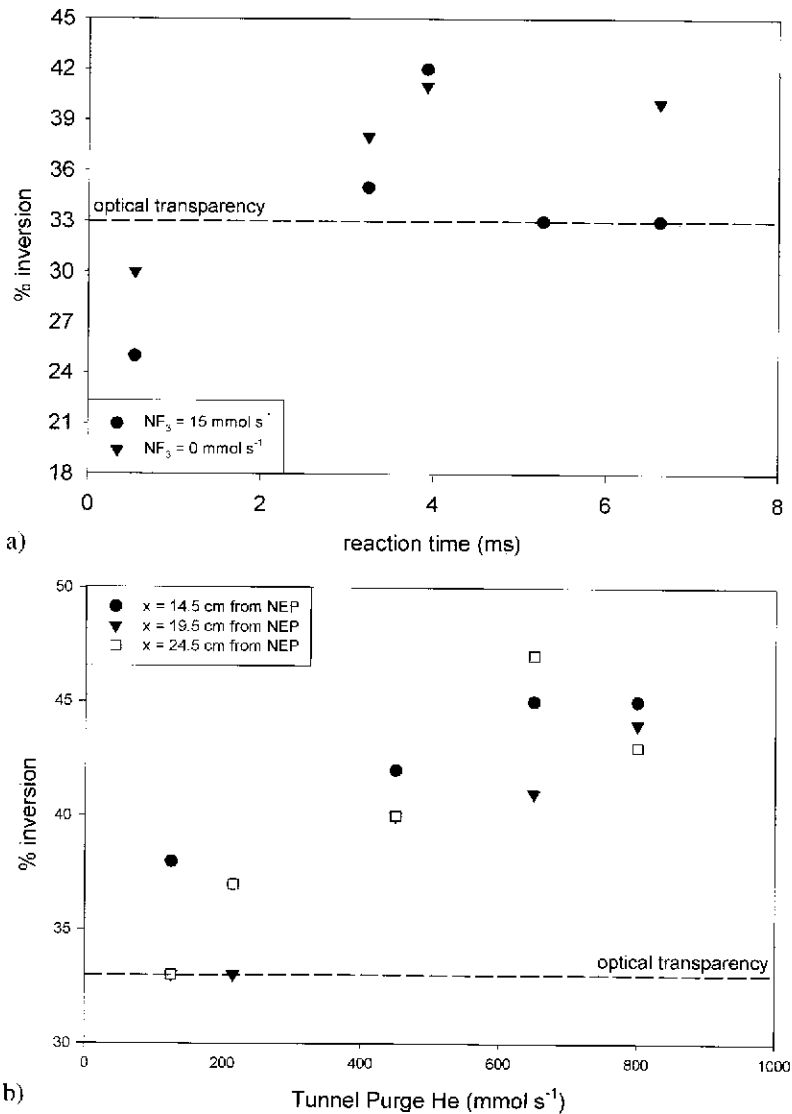 45
42
39
36
33
30
27
24
21
18
% inversion
optical transparency
NF₃ = 15 mmol s⁻
NF₃ = 0 mmol s⁻¹
0 2 4 6 8
a)
reaction time (ms)
50
45
40
35
30
% inversion
x = 14.5 cm from NEP
x = 19.5 cm from NEP
x = 24.5 cm from NEP
optical transparency
0 200 400 600 800 1000
b)
Tunnel Purge He (mmol s⁻¹)